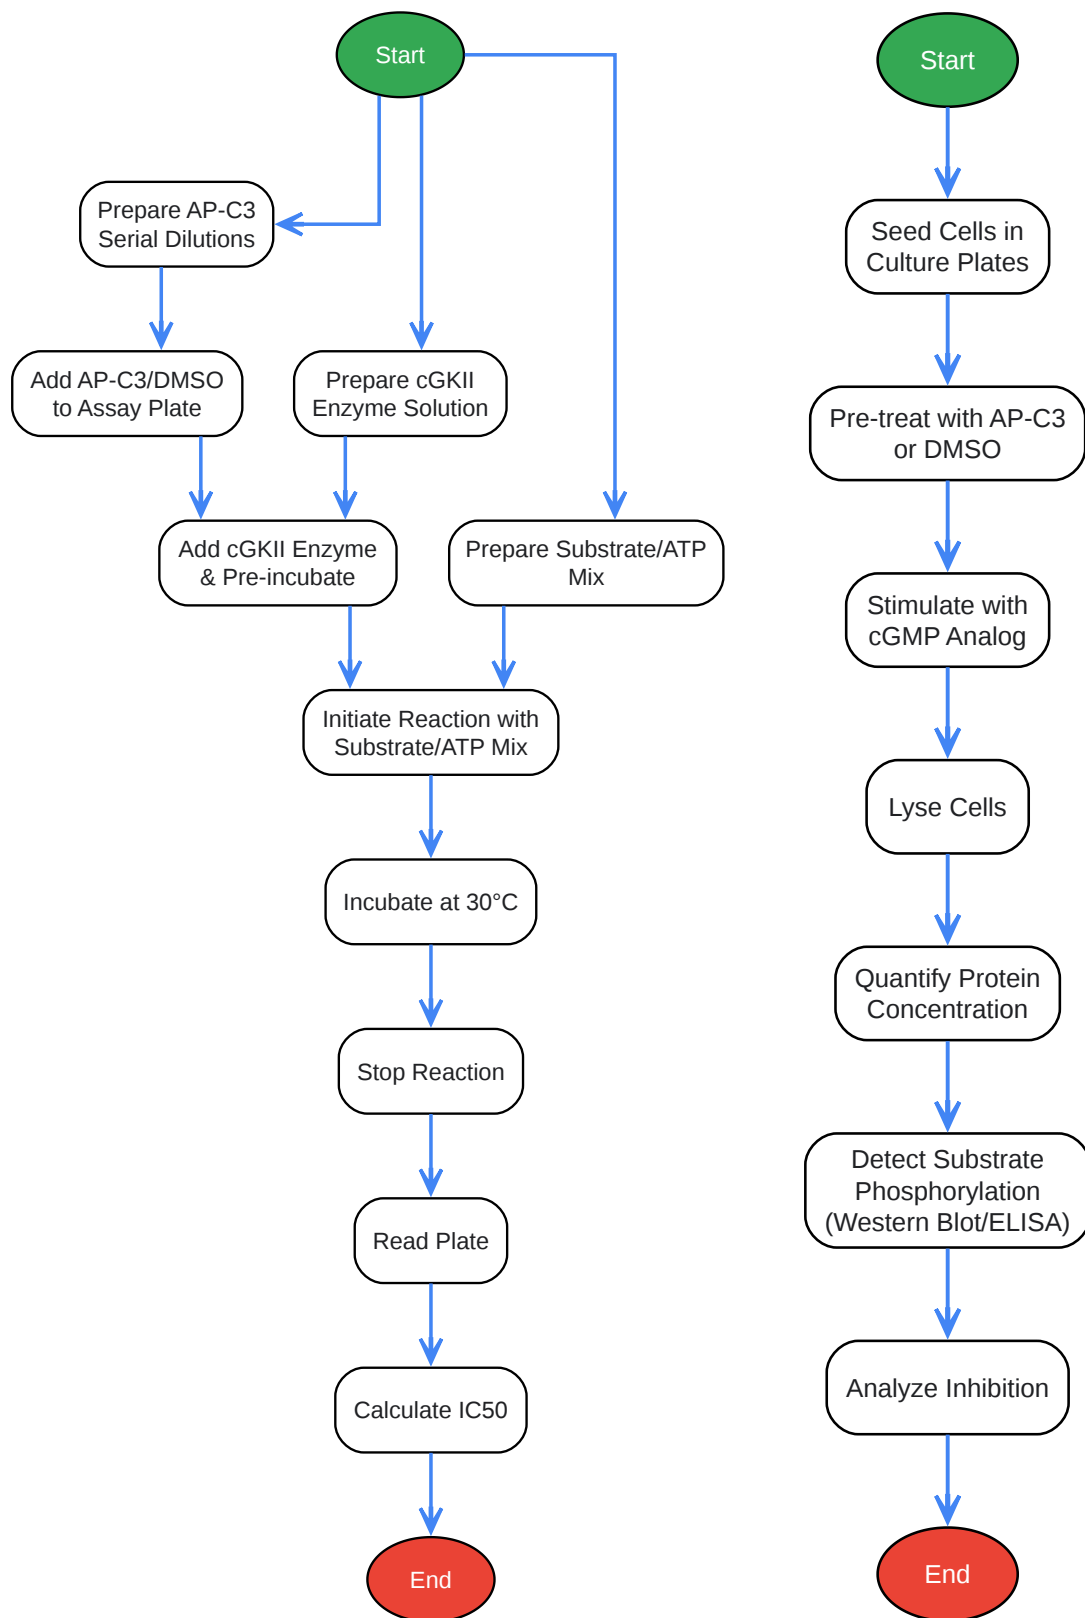 Start
Prepare AP-C3
Serial Dilutions
Add AP-C3/DMSO
to Assay Plate
Prepare cGKII
Enzyme Solution
Add cGKII Enzyme
& Pre-incubate
Prepare Substrate/ATP
Mix
Initiate Reaction with
Substrate/ATP Mix
Incubate at 30°C
Stop Reaction
Read Plate
Calculate IC50
End
Start
Seed Cells in
Culture Plates
Pre-treat with AP-C3
or DMSO
Stimulate with
cGMP Analog
Lyse Cells
Quantify Protein
Concentration
Detect Substrate
Phosphorylation
(Western Blot/ELISA)
Analyze Inhibition
End